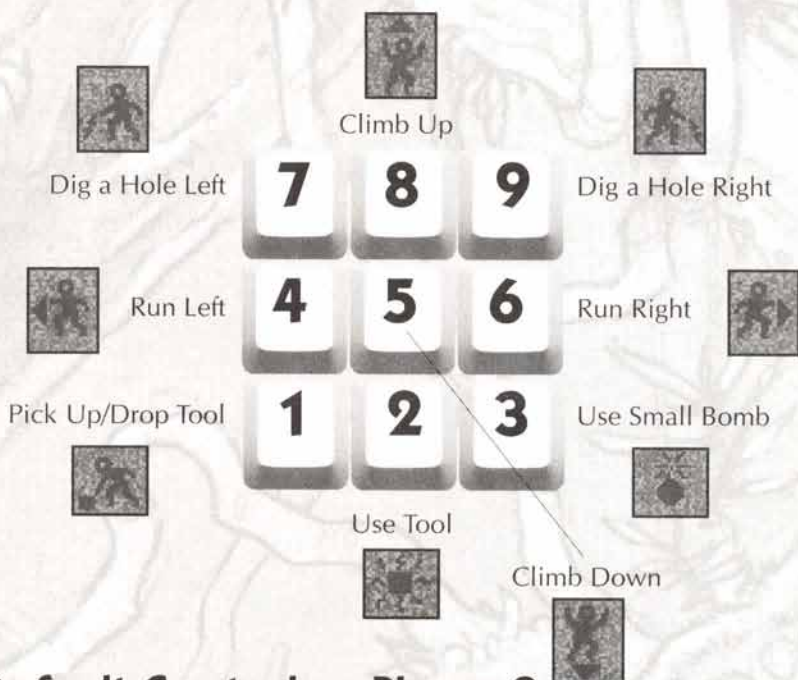 Climb Up
Dig a Hole Left
7 8 9
Dig a Hole Right
Run Left
4 5 6
Run Right
Pick Up/Drop Tool
1 2 3
Use Small Bomb
Use Tool
Climb Down